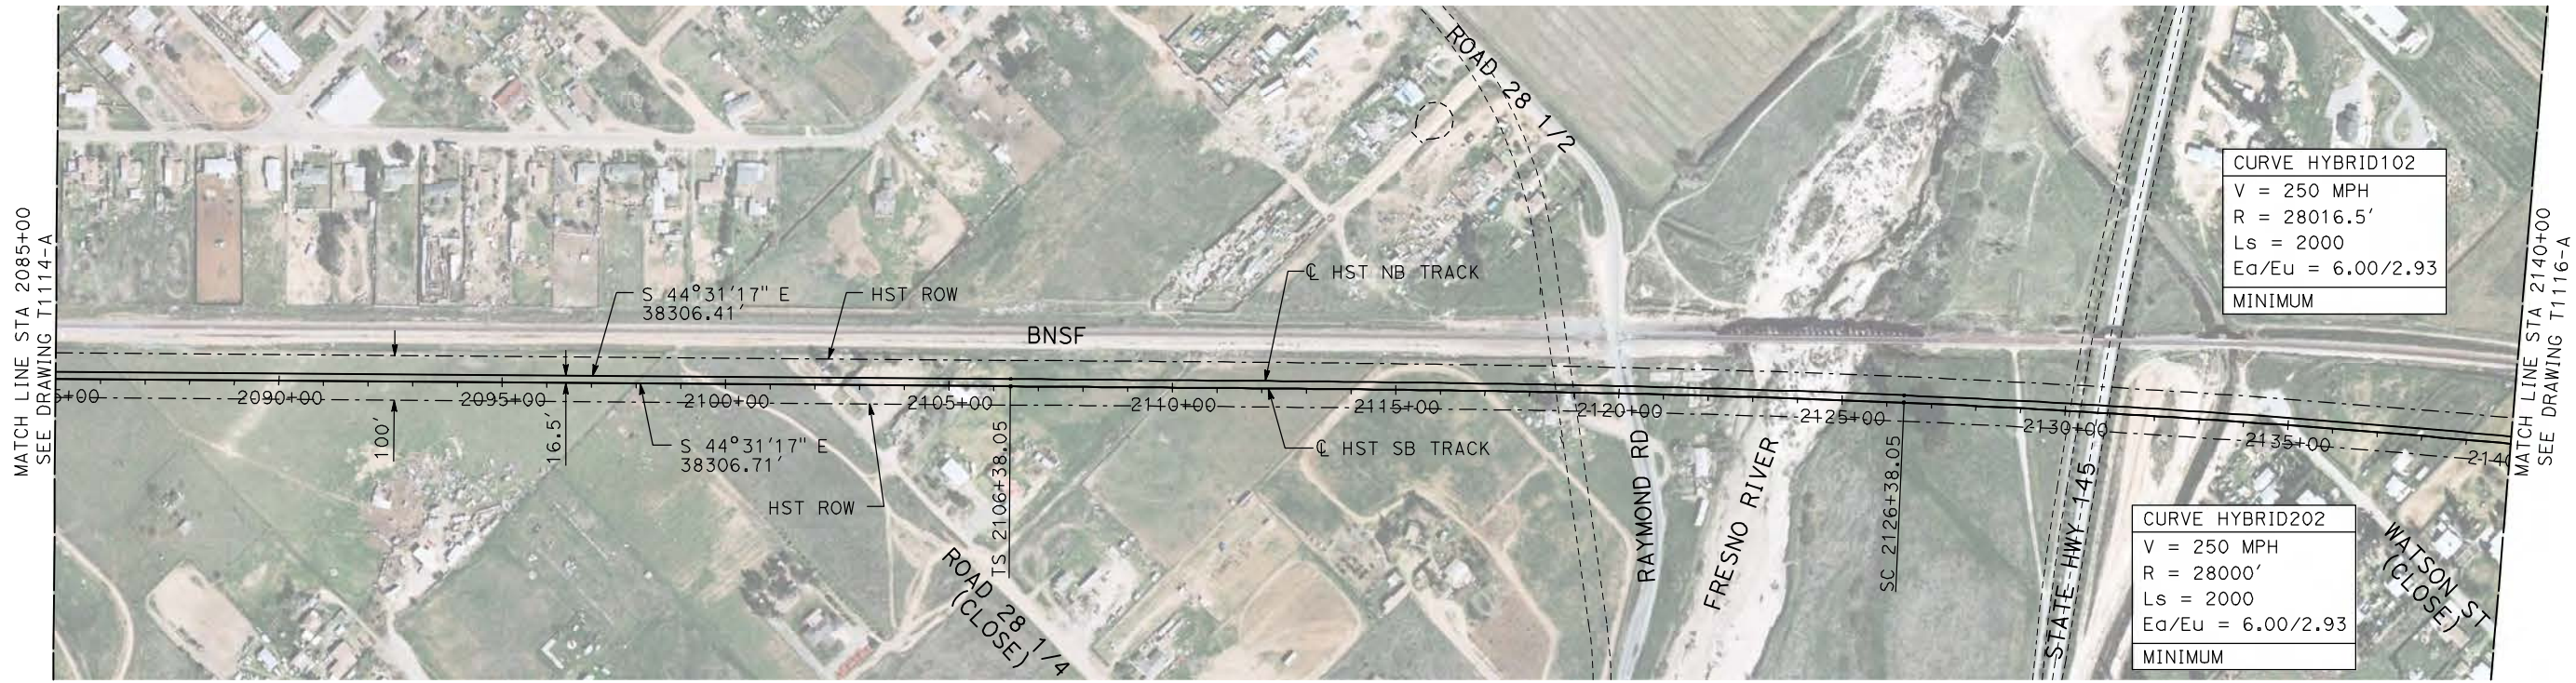 MATCH LINE STA 2085+00
SEE DRAWING T1114-A
ROAD 28 1/2
CURVE HYBRID102
V = 250 MPH
R = 28016.5'
Ls = 2000
Ea/Eu = 6.00/2.93
MINIMUM
MATCH LINE STA 2140+00
SEE DRAWING T1116-A
S 44°31'17" E
38306.41'
HST ROW
℄ HST NB TRACK
BNSF
5+00
2090+00
2095+00
2100+00
2105+00
2110+00
2115+00
2120+00
2125+00
2130+00
2135+00
214
100'
16.5'
S 44°31'17" E
38306.71'
HST ROW
℄ HST SB TRACK
TS 2106+38.05
ROAD 28 1/4
(CLOSE)
RAYMOND RD
FRESNO RIVER
SC 2126+38.05
STATE HWY 145
CURVE HYBRID202
V = 250 MPH
R = 28000'
Ls = 2000
Ea/Eu = 6.00/2.93
MINIMUM
WATSON ST
(CLOSE)